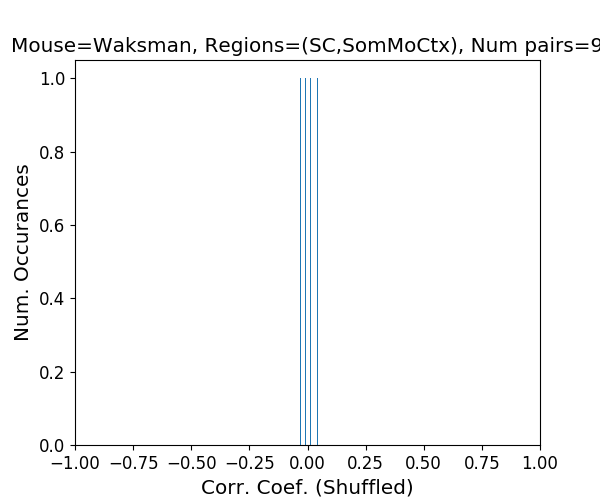 Mouse=Waksman, Regions=(SC,SomMoCtx), Num pairs=9
1.0
0.8
0.6
0.4
0.2
0.0
Num. Occurances
−1.00 −0.75 −0.50 −0.25 0.00 0.25 0.50 0.75 1.00
Corr. Coef. (Shuffled)